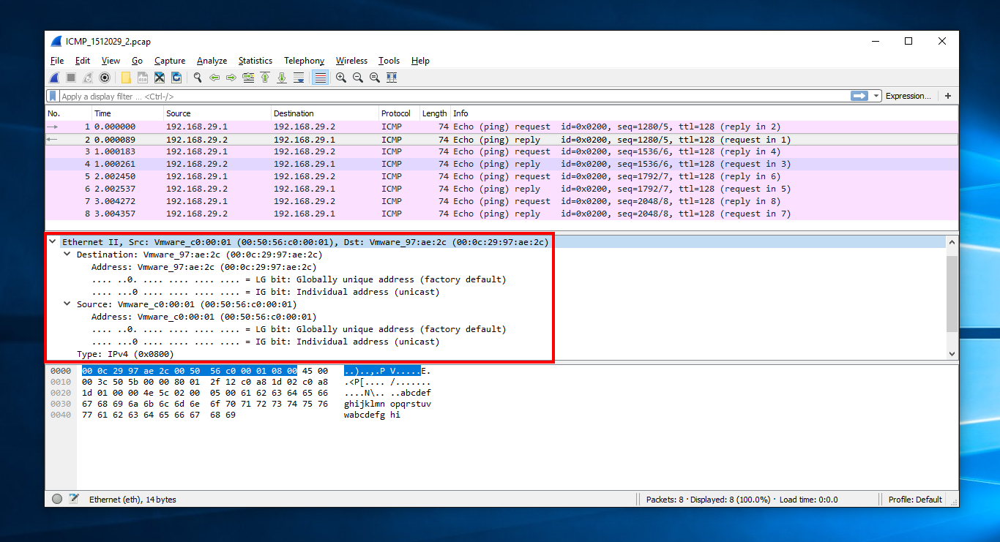 ICMP_1512029_2.pcap
File Edit View Go Capture Analyze Statistics Telephony Wireless Tools Help
Apply a display filter ... <Ctrl-/> Expression... +
No. Time Source Destination Protocol Length Info
1 0.000000 192.168.29.1 192.168.29.2 ICMP 74 Echo (ping) request id=0x0200, seq=1280/5, ttl=128 (reply in 2)
2 0.000089 192.168.29.2 192.168.29.1 ICMP 74 Echo (ping) reply id=0x0200, seq=1280/5, ttl=128 (request in 1)
3 1.000183 192.168.29.1 192.168.29.2 ICMP 74 Echo (ping) request id=0x0200, seq=1536/6, ttl=128 (reply in 4)
4 1.000261 192.168.29.2 192.168.29.1 ICMP 74 Echo (ping) reply id=0x0200, seq=1536/6, ttl=128 (request in 3)
5 2.002450 192.168.29.1 192.168.29.2 ICMP 74 Echo (ping) request id=0x0200, seq=1792/7, ttl=128 (reply in 6)
6 2.002537 192.168.29.2 192.168.29.1 ICMP 74 Echo (ping) reply id=0x0200, seq=1792/7, ttl=128 (request in 5)
7 3.004272 192.168.29.1 192.168.29.2 ICMP 74 Echo (ping) request id=0x0200, seq=2048/8, ttl=128 (reply in 8)
8 3.004357 192.168.29.2 192.168.29.1 ICMP 74 Echo (ping) reply id=0x0200, seq=2048/8, ttl=128 (request in 7)
Ethernet II, Src: Vmware_c0:00:01 (00:50:56:c0:00:01), Dst: Vmware_97:ae:2c (00:0c:29:97:ae:2c)
Destination: Vmware_97:ae:2c (00:0c:29:97:ae:2c)
Address: Vmware_97:ae:2c (00:0c:29:97:ae:2c)
.... ..0. .... .... .... .... = LG bit: Globally unique address (factory default)
.... ...0 .... .... .... .... = IG bit: Individual address (unicast)
Source: Vmware_c0:00:01 (00:50:56:c0:00:01)
Address: Vmware_c0:00:01 (00:50:56:c0:00:01)
.... ..0. .... .... .... .... = LG bit: Globally unique address (factory default)
.... ...0 .... .... .... .... = IG bit: Individual address (unicast)
Type: IPv4 (0x0800)
0000 00 0c 29 97 ae 2c 00 50 56 c0 00 01 08 00 45 00 ..)..,.P V.....E.
0010 00 3c 50 5b 00 00 80 01 2f 12 c0 a8 1d 02 c0 a8 .<P[.... /.......
0020 1d 01 00 00 4e 5c 02 00 05 00 61 62 63 64 65 66 ....N\.. ..abcdef
0030 67 68 69 6a 6b 6c 6d 6e 6f 70 71 72 73 74 75 76 ghijklmn opqrstuv
0040 77 61 62 63 64 65 66 67 68 69 wabcdefg hi
Ethernet (eth), 14 bytes Packets: 8 · Displayed: 8 (100.0%) · Load time: 0:0.0 Profile: Default